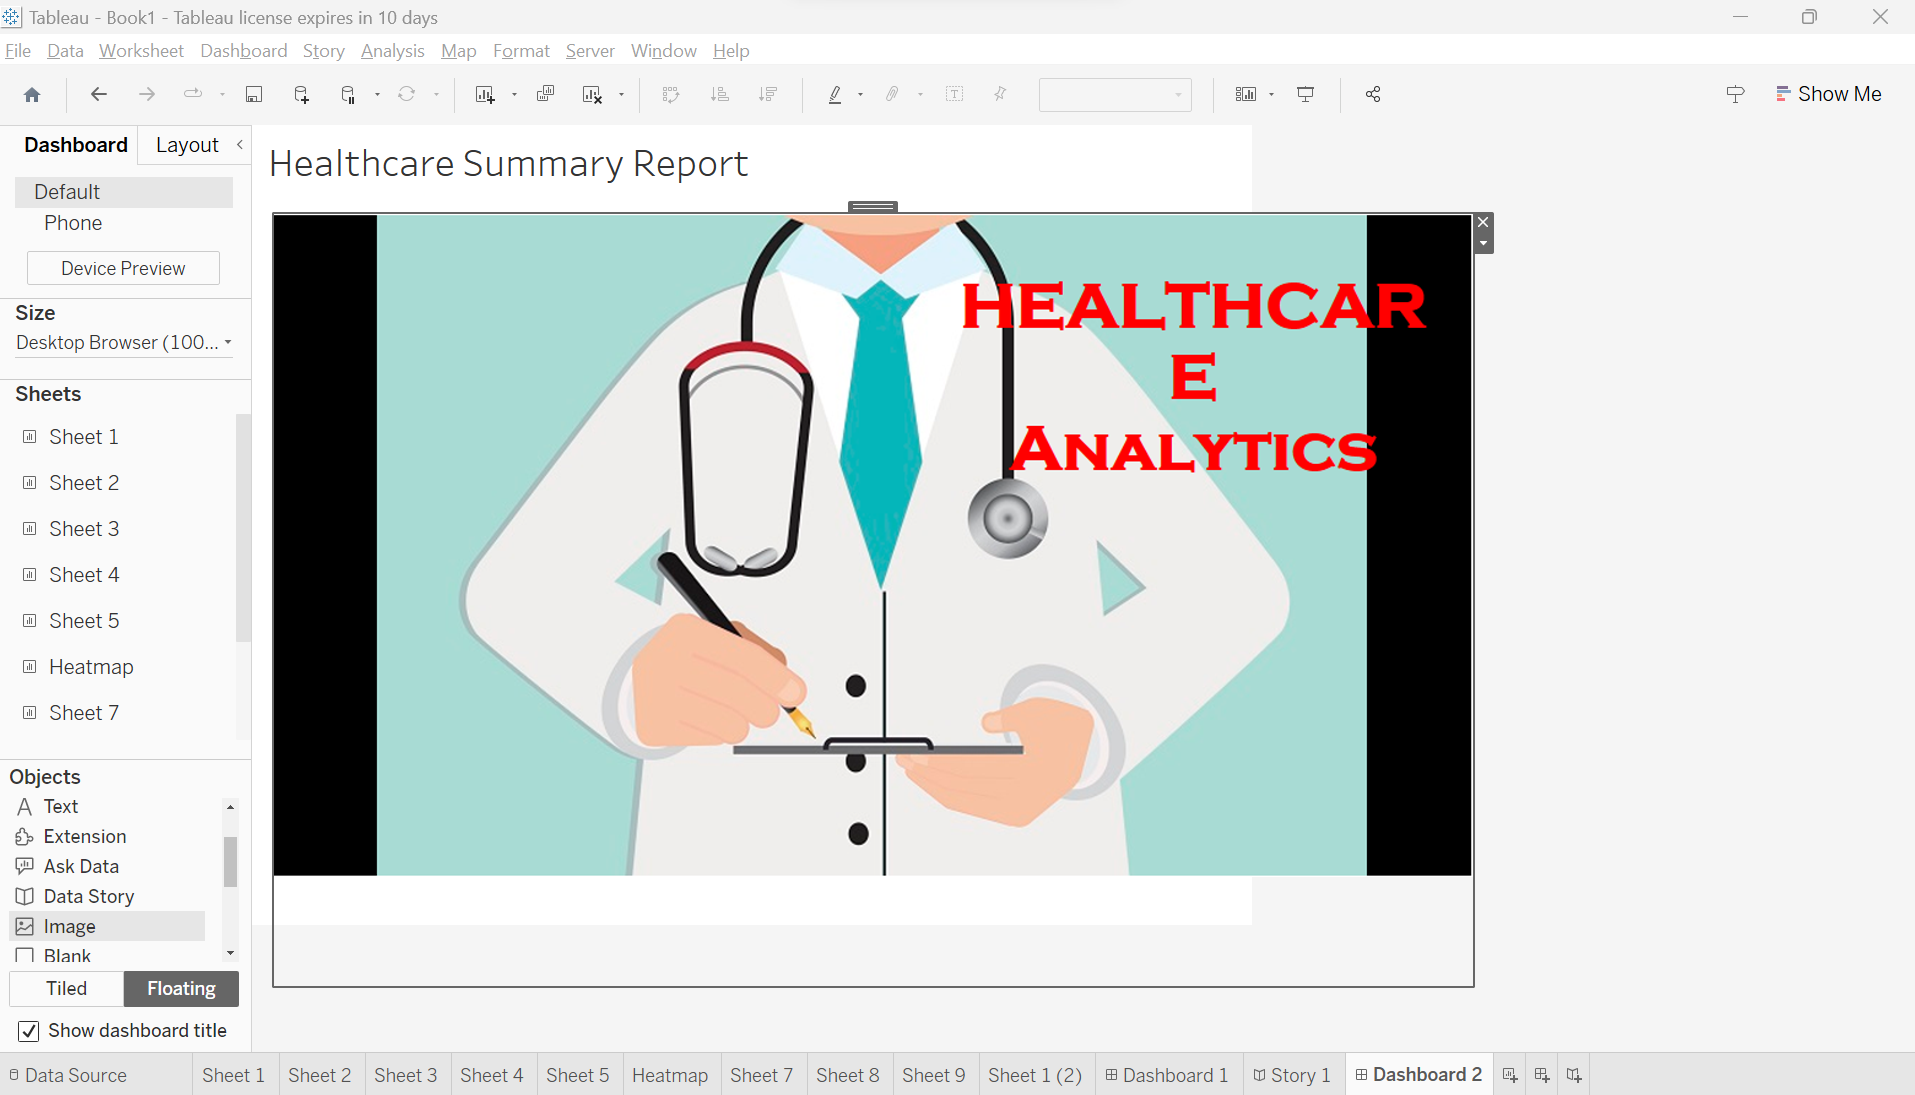 Tableau - Book1 - Tableau license expires in 10 days
File Data Worksheet Dashboard Story Analysis Map Format Server Window Help
Show Me
Dashboard Layout
Default
Phone
Device Preview
Size
Desktop Browser (100...
Sheets
Sheet 1
Sheet 2
Sheet 3
Sheet 4
Sheet 5
Heatmap
Sheet 7
Objects
Text
Extension
Ask Data
Data Story
Image
Blank
Tiled Floating
Show dashboard title
Healthcare Summary Report
HEALTHCAR
E
ANALYTICS
Data Source Sheet 1 Sheet 2 Sheet 3 Sheet 4 Sheet 5 Heatmap Sheet 7 Sheet 8 Sheet 9 Sheet 1 (2) Dashboard 1 Story 1 Dashboard 2